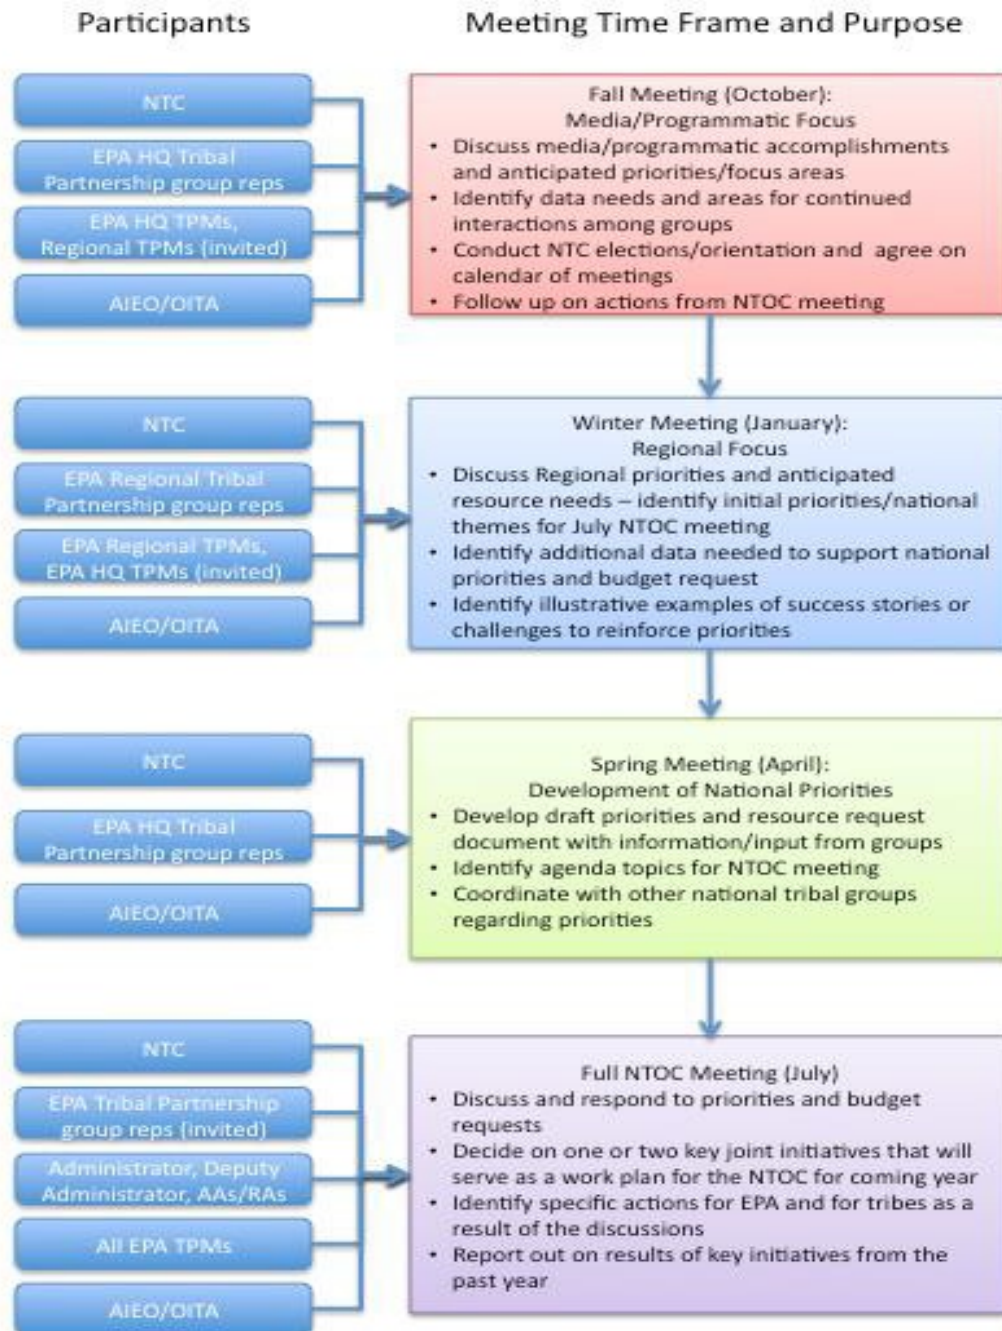 Participants
Meeting Time Frame and Purpose
NTC
EPA HQ Tribal
Partnership group reps
EPA HQ TPMs,
Regional TPMs (invited)
AIEO/OITA
Fall Meeting (October):
Media/Programmatic Focus
• Discuss media/programmatic accomplishments
and anticipated priorities/focus areas
• Identify data needs and areas for continued
interactions among groups
• Conduct NTC elections/orientation and agree on
calendar of meetings
• Follow up on actions from NTOC meeting
NTC
EPA Regional Tribal
Partnership group reps
EPA Regional TPMs,
EPA HQ TPMs (invited)
AIEO/OITA
Winter Meeting (January):
Regional Focus
• Discuss Regional priorities and anticipated
resource needs – identify initial priorities/national
themes for July NTOC meeting
• Identify additional data needed to support national
priorities and budget request
• Identify illustrative examples of success stories or
challenges to reinforce priorities
NTC
EPA HQ Tribal
Partnership group reps
AIEO/OITA
Spring Meeting (April):
Development of National Priorities
• Develop draft priorities and resource request
document with information/input from groups
• Identify agenda topics for NTOC meeting
• Coordinate with other national tribal groups
regarding priorities
NTC
EPA Tribal Partnership
group reps (invited)
Administrator, Deputy
Administrator, AAs/RAs
All EPA TPMs
AIEO/OITA
Full NTOC Meeting (July)
• Discuss and respond to priorities and budget
requests
• Decide on one or two key joint initiatives that will
serve as a work plan for the NTOC for coming year
• Identify specific actions for EPA and for tribes as a
result of the discussions
• Report out on results of key initiatives from the
past year